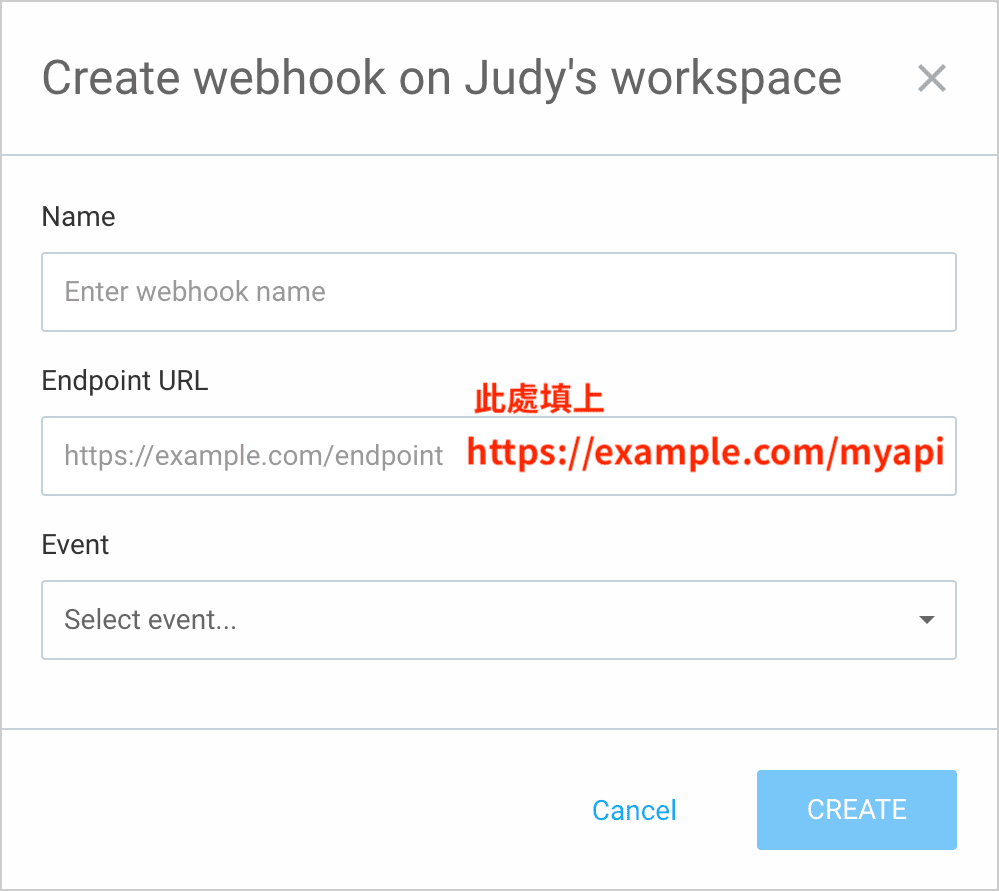 Create webhook on Judy's workspace
Name
Enter webhook name
Endpoint URL
此處填上
https://example.com/endpoint
https://example.com/myapi
Event
Select event...
Cancel
CREATE